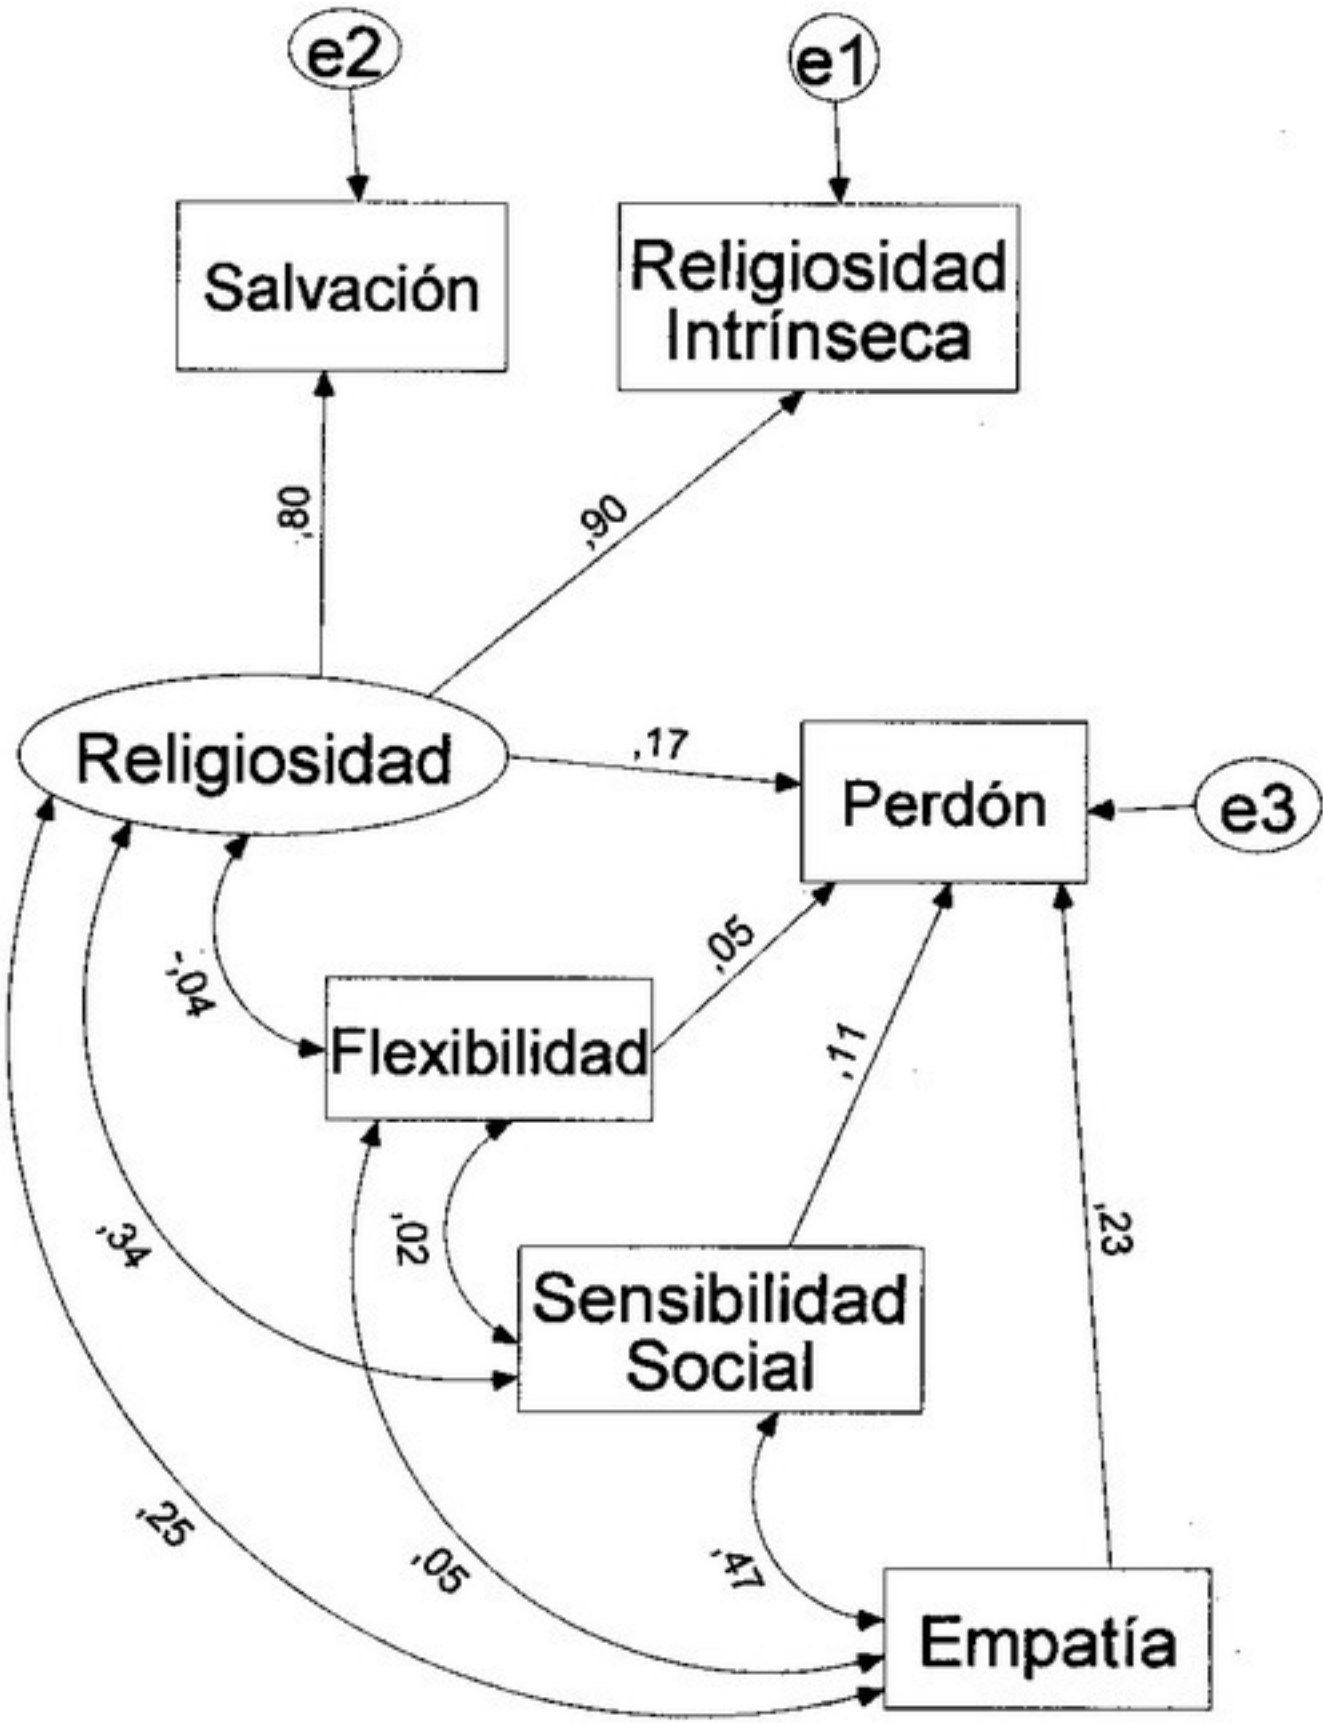 e2
e1
Salvación
Religiosidad
Intrínseca
,80
,90
Religiosidad
,17
Perdón
e3
-,04
,05
Flexibilidad
,11
,34
,02
,23
Sensibilidad
Social
,25
,05
,47
Empatía